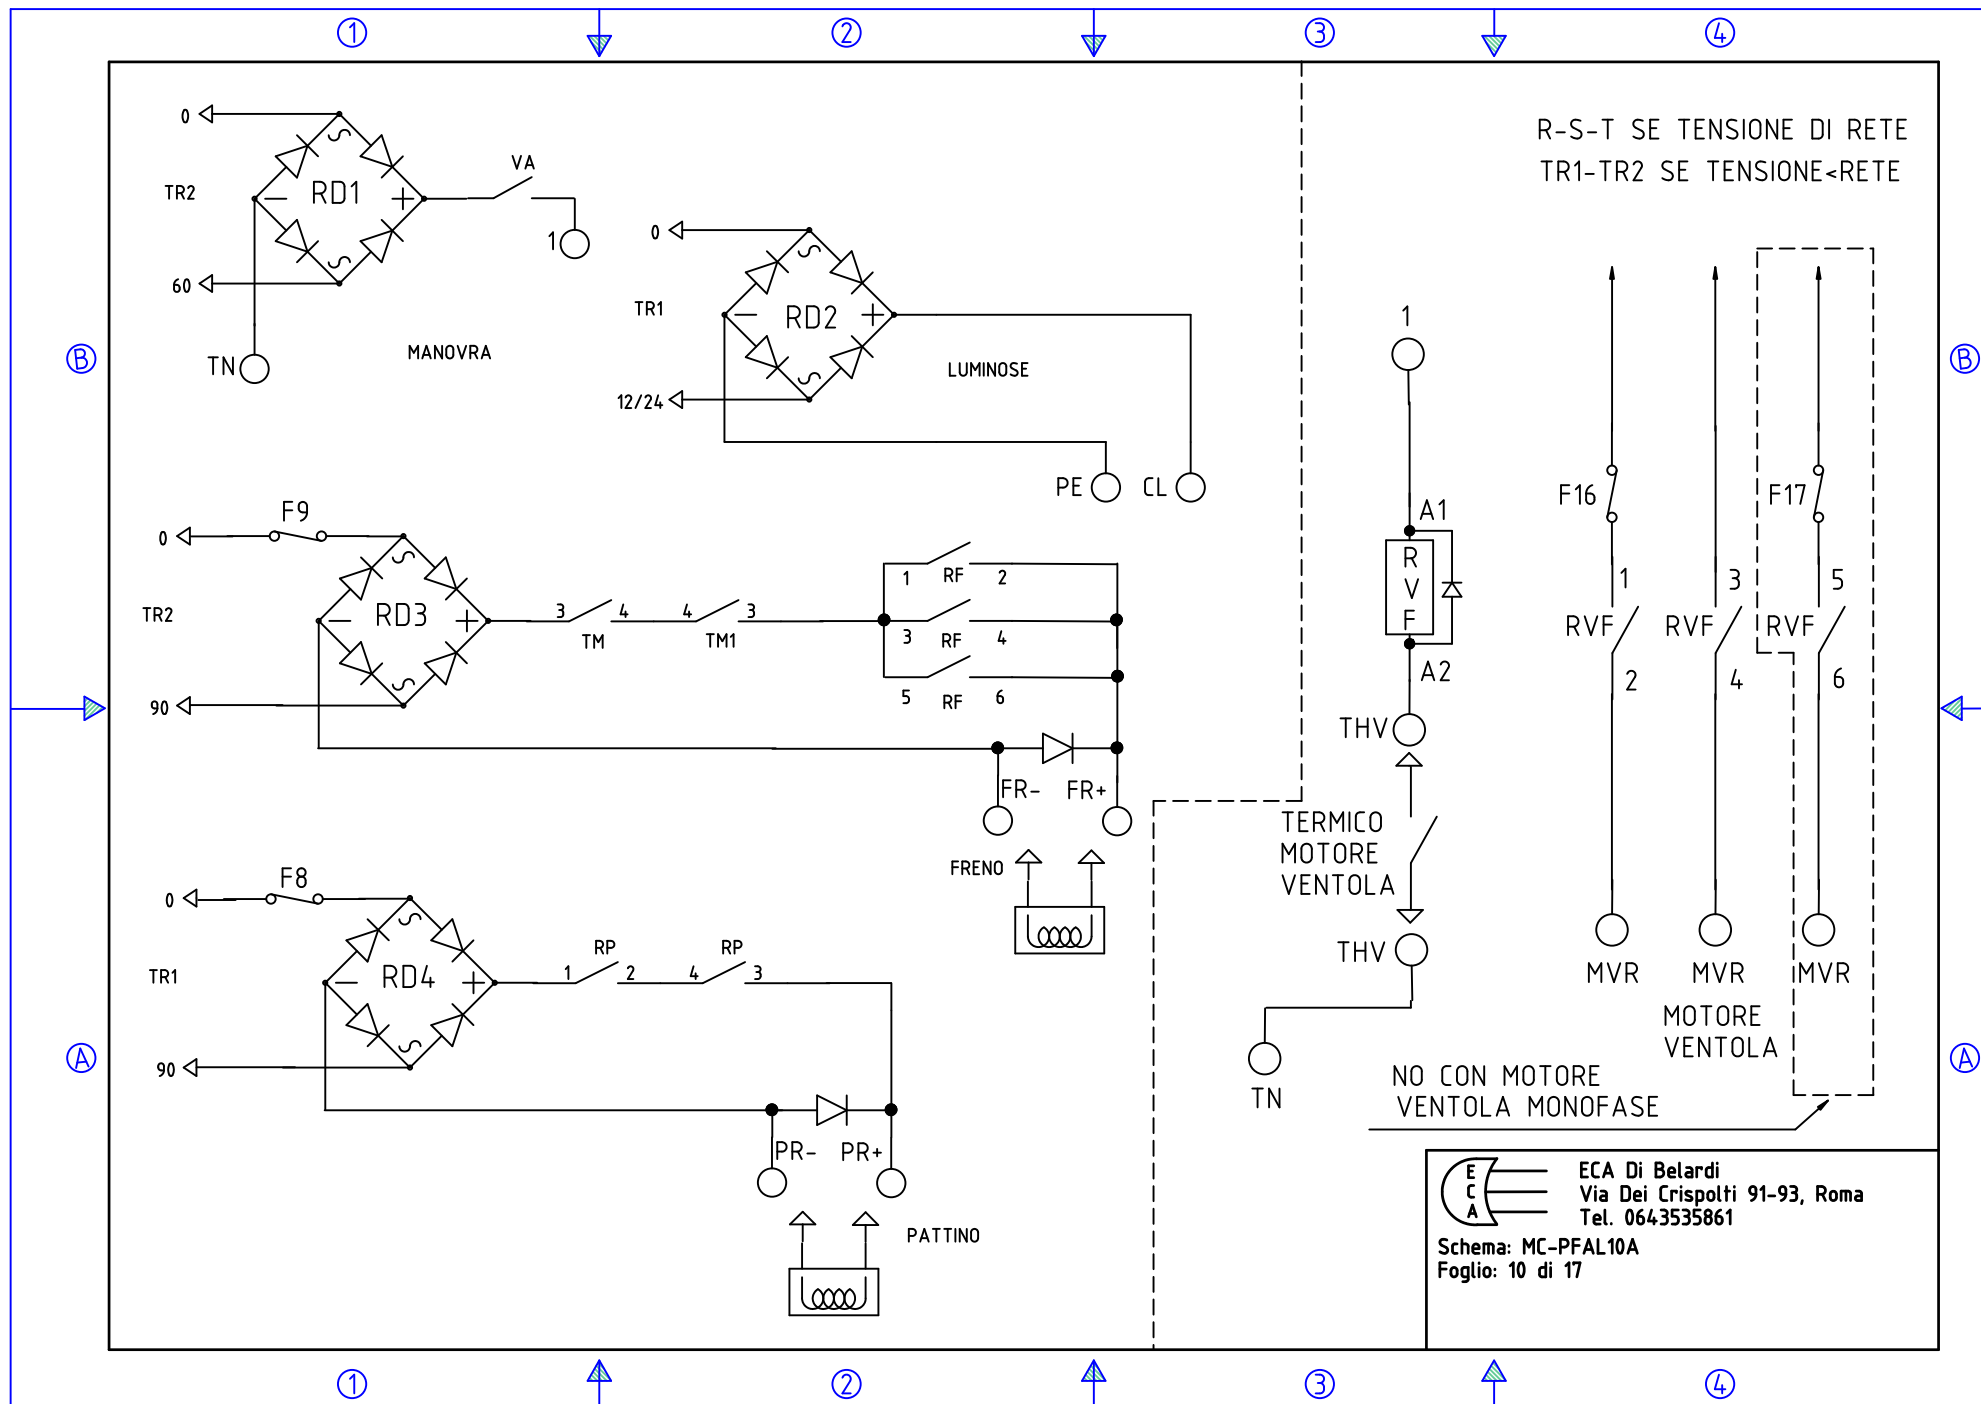 1
2
3
4
0
R-S-T SE TENSIONE DI RETE
TR1-TR2 SE TENSIONE<RETE
VA
TR2
RD1
1
60
TN
MANOVRA
0
TR1
RD2
12/24
LUMINOSE
PE
CL
B
B
1
A1
RVF
A2
THV
TERMICO
MOTORE
VENTOLA
THV
TN
F16
F17
1
3
5
RVF
RVF
RVF
2
4
6
MVR
MVR
MVR
MOTORE
VENTOLA
NO CON MOTORE
VENTOLA MONOFASE
F9
0
TR2
RD3
90
3
4
TM
4
3
TM1
1
RF
2
3
RF
4
5
RF
6
FR-
FR+
FRENO
F8
0
TR1
RD4
90
1
RP
2
4
RP
3
PR-
PR+
PATTINO
A
A
E
C
A
ECA Di Belardi
Via Dei Crispolti 91-93, Roma
Tel. 0643535861
Schema: MC-PFAL10A
Foglio: 10 di 17
1
2
3
4